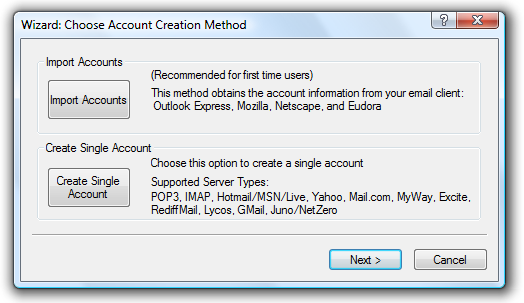 Wizard: Choose Account Creation Method
?
Import Accounts
(Recommended for first time users)
Import Accounts
This method obtains the account information from your email client:
Outlook Express, Mozilla, Netscape, and Eudora
Create Single Account
Choose this option to create a single account
Create Single
Account
Supported Server Types:
POP3, IMAP, Hotmail/MSN/Live, Yahoo, Mail.com, MyWay, Excite,
RediffMail, Lycos, GMail, Juno/NetZero
Next >
Cancel